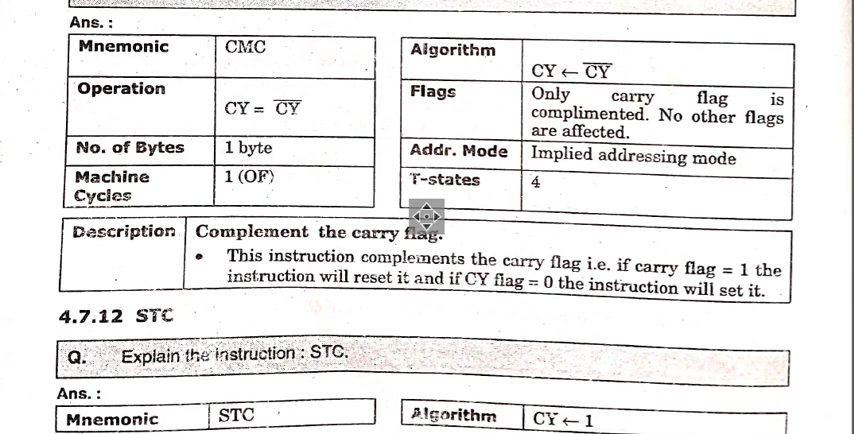 Ans. :
Mnemonic CMC
Algorithm CY ← C̅Y̅
Operation CY = C̅Y̅
Flags Only carry flag is
complimented. No other flags
are affected.
No. of Bytes 1 byte
Addr. Mode Implied addressing mode
Machine
Cycles 1 (OF)
T-states 4
Description Complement the carry flag.
• This instruction complements the carry flag i.e. if carry flag = 1 the
instruction will reset it and if CY flag = 0 the instruction will set it.
4.7.12 STC
Q. Explain the instruction : STC.
Ans. :
Mnemonic STC
Algorithm CY ← 1